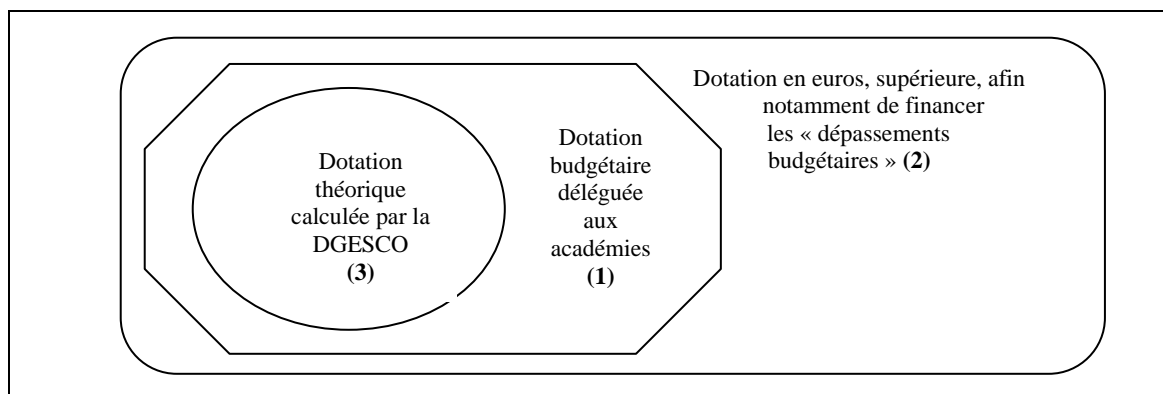 Dotation
théorique
calculée par la
DGESCO
(3)
Dotation
budgétaire
déléguée
aux
académies
(1)
Dotation en euros, supérieure, afin
notamment de financer
les « dépassements
budgétaires » (2)